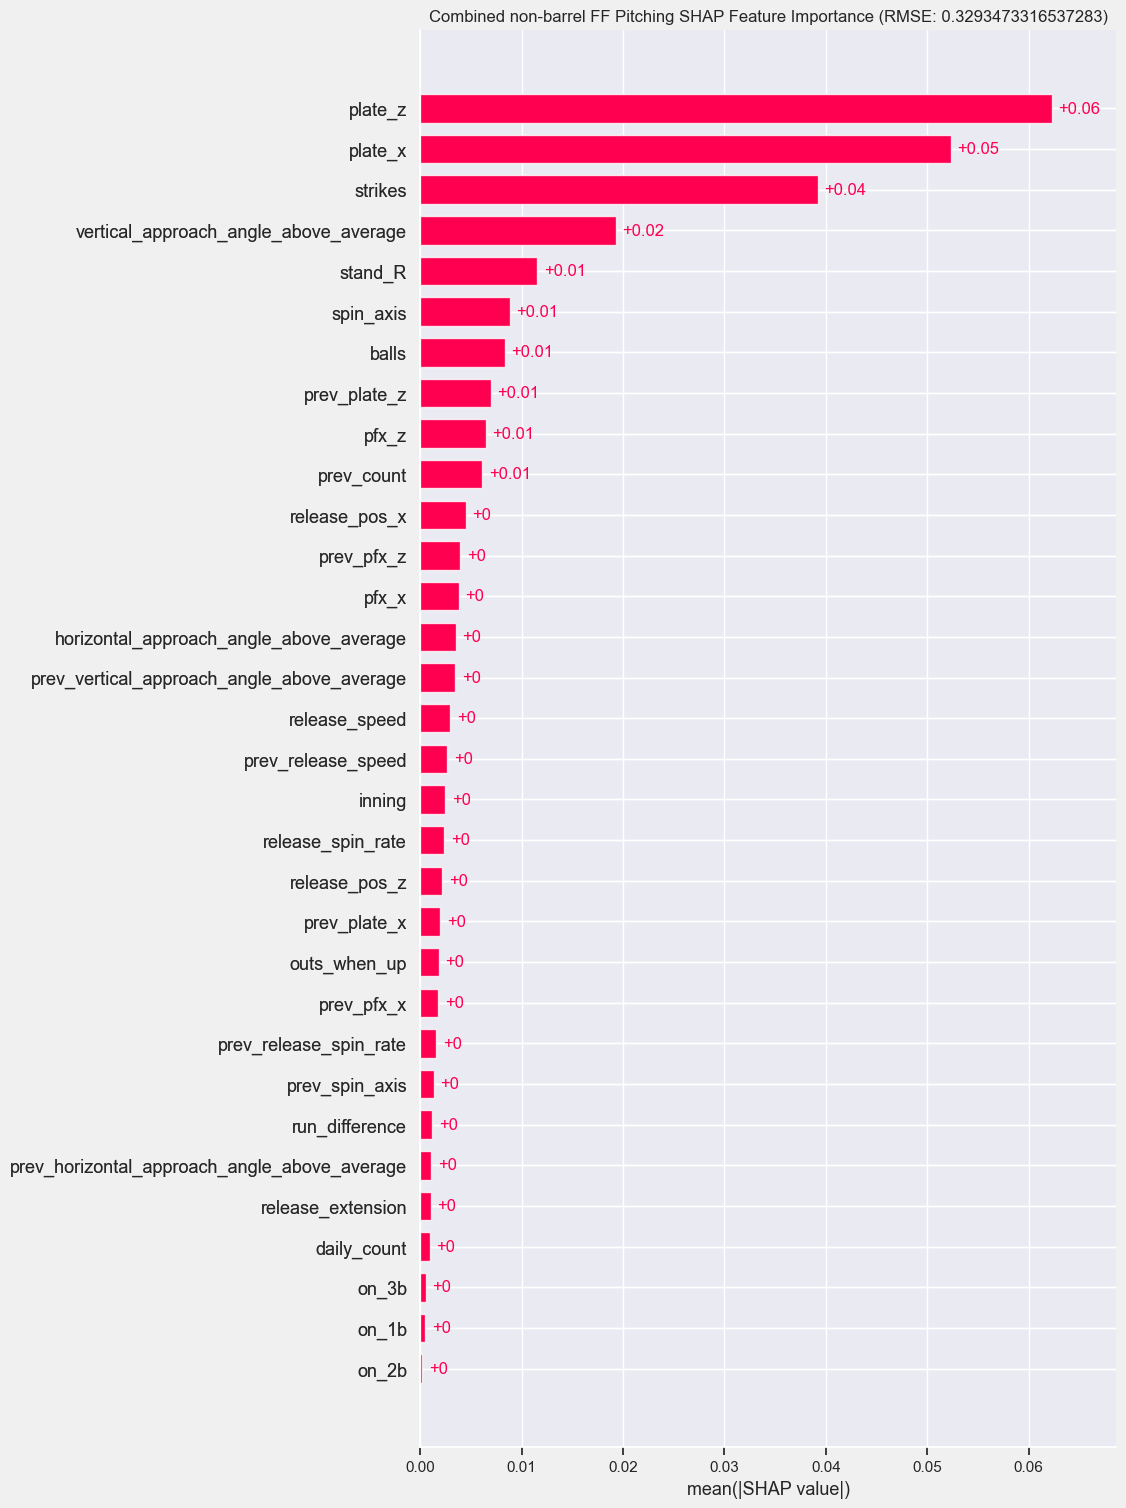 Combined non-barrel FF Pitching SHAP Feature Importance (RMSE: 0.3293473316537283)
plate_z +0.06
plate_x +0.05
strikes +0.04
vertical_approach_angle_above_average +0.02
stand_R +0.01
spin_axis +0.01
balls +0.01
prev_plate_z +0.01
pfx_z +0.01
prev_count +0.01
release_pos_x +0
prev_pfx_z +0
pfx_x +0
horizontal_approach_angle_above_average +0
prev_vertical_approach_angle_above_average +0
release_speed +0
prev_release_speed +0
inning +0
release_spin_rate +0
release_pos_z +0
prev_plate_x +0
outs_when_up +0
prev_pfx_x +0
prev_release_spin_rate +0
prev_spin_axis +0
run_difference +0
prev_horizontal_approach_angle_above_average +0
release_extension +0
daily_count +0
on_3b +0
on_1b +0
on_2b +0
0.00 0.01 0.02 0.03 0.04 0.05 0.06
mean(|SHAP value|)